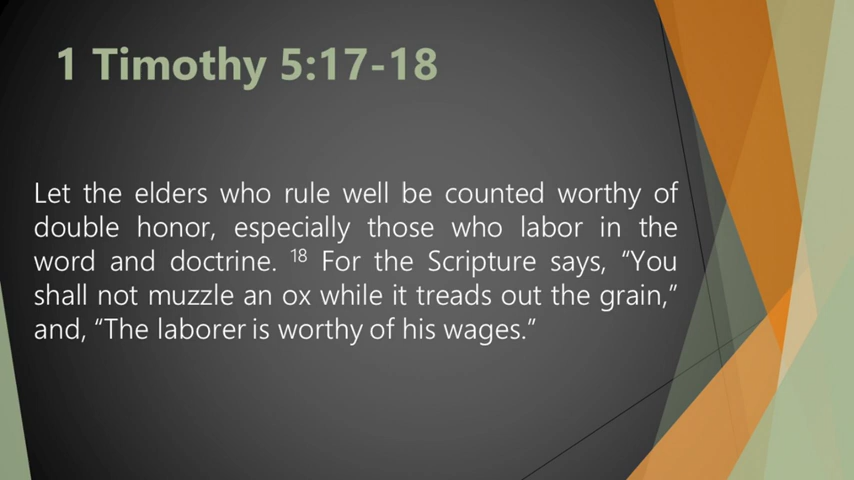 1 Timothy 5:17-18
Let the elders who rule well be counted worthy of
double honor, especially those who labor in the
word and doctrine. 18 For the Scripture says, “You
shall not muzzle an ox while it treads out the grain,”
and, “The laborer is worthy of his wages.”